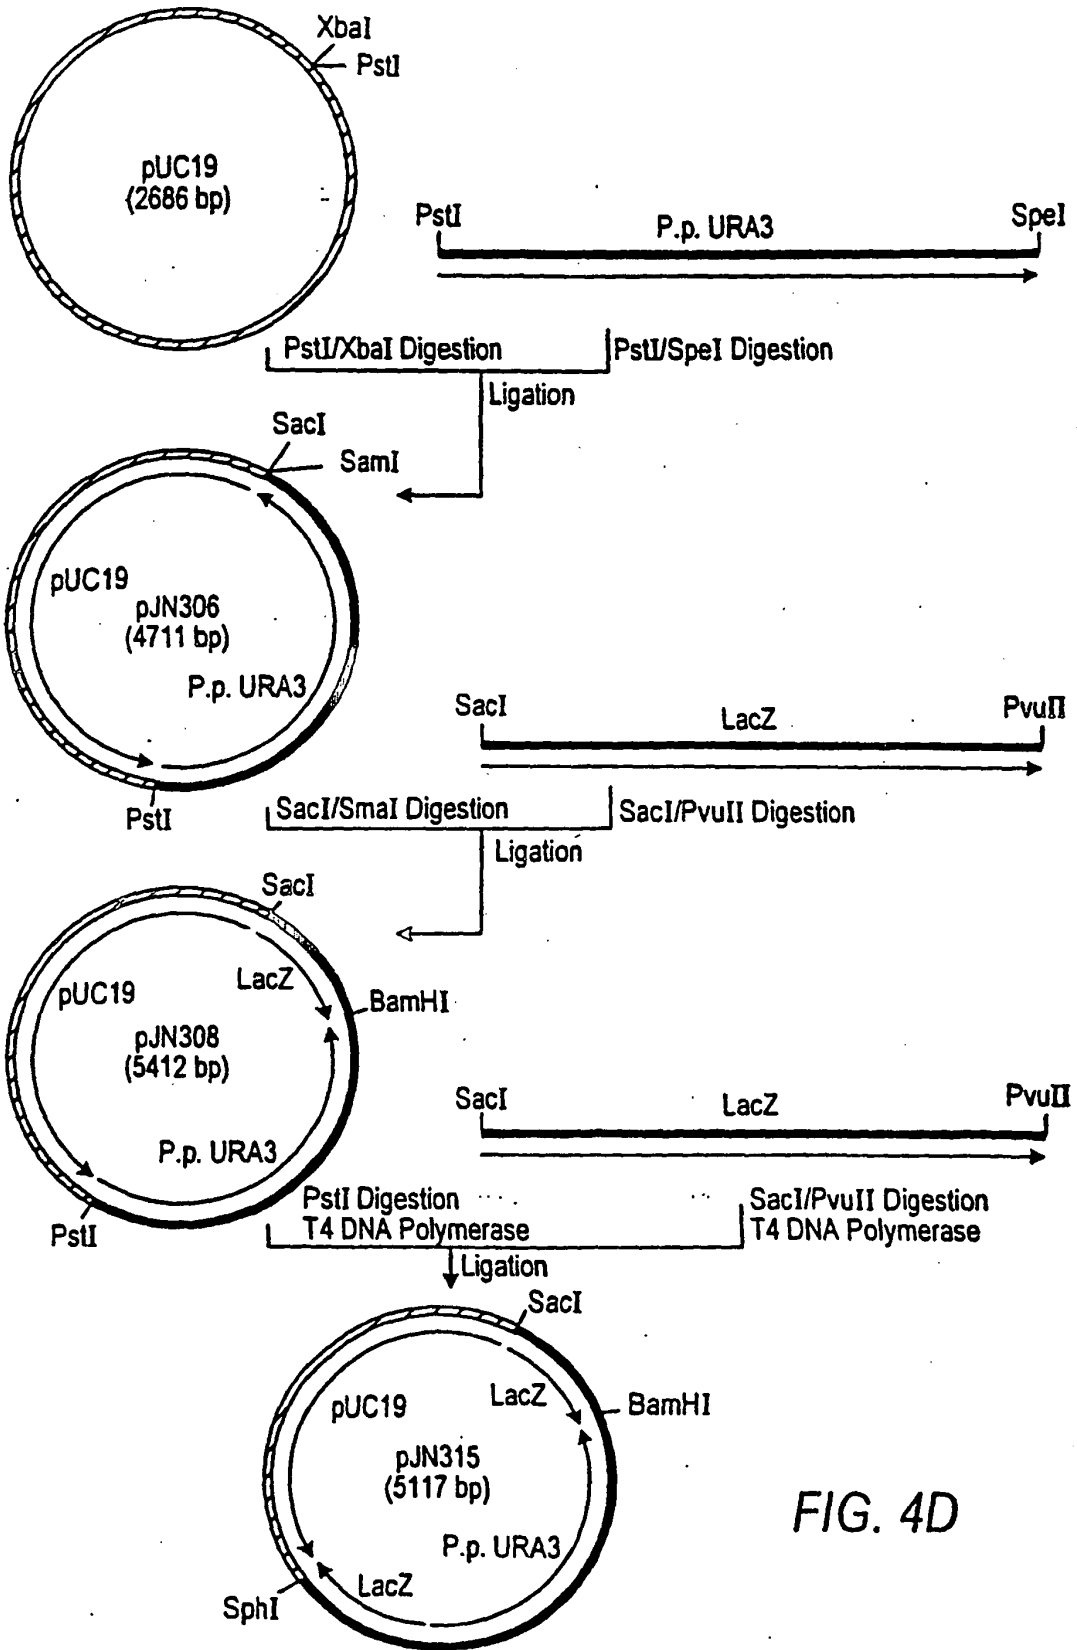 XbaI
PstI
pUC19
(2686 bp)
PstI
P.p. URA3
SpeI
PstI/XbaI Digestion
PstI/SpeI Digestion
Ligation
SacI
SamI
pUC19
pJN306
(4711 bp)
P.p. URA3
PstI
SacI
LacZ
PvuII
SacI/SmaI Digestion
SacI/PvuII Digestion
Ligation
SacI
LacZ
pUC19
BamHI
pJN308
(5412 bp)
P.p. URA3
PstI
SacI
LacZ
PvuII
PstI Digestion
T4 DNA Polymerase
SacI/PvuII Digestion
T4 DNA Polymerase
Ligation
SacI
LacZ
BamHI
pUC19
pJN315
(5117 bp)
P.p. URA3
LacZ
SphI
FIG. 4D